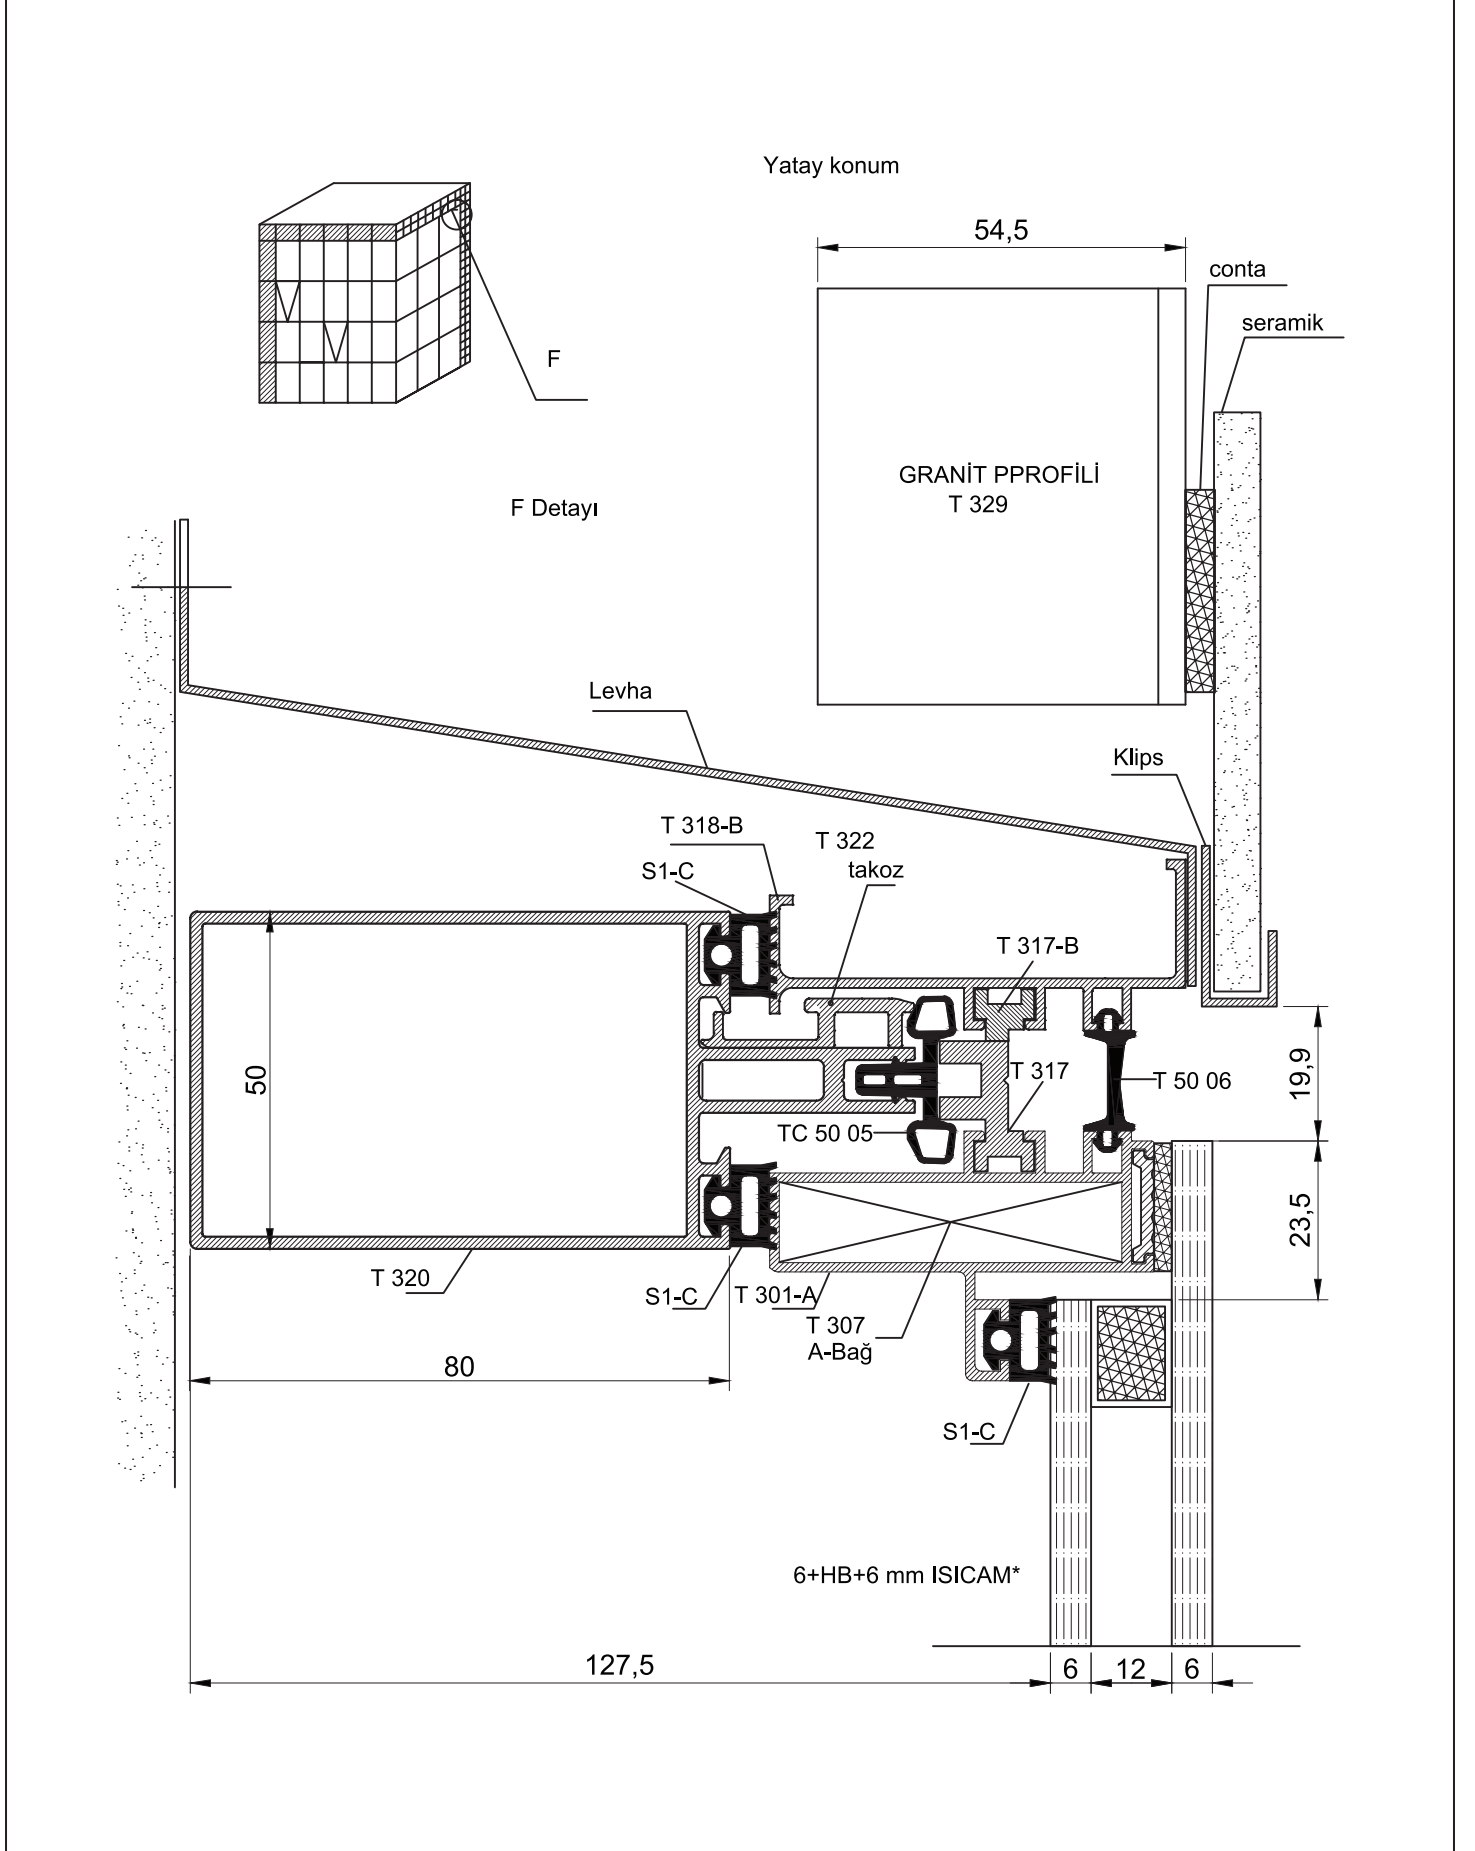 Yatay konum
54,5
conta
seramik
F
GRANİT PPROFİLİ
T 329
F Detayı
Levha
Klips
T 318-B
T 322
takoz
S1-C
T 317-B
50
T 317
T 50 06
19,9
TC 50 05
23,5
T 320
S1-C
T 301-A
T 307
A-Bağ
80
S1-C
6+HB+6 mm ISICAM*
127,5
6
12
6